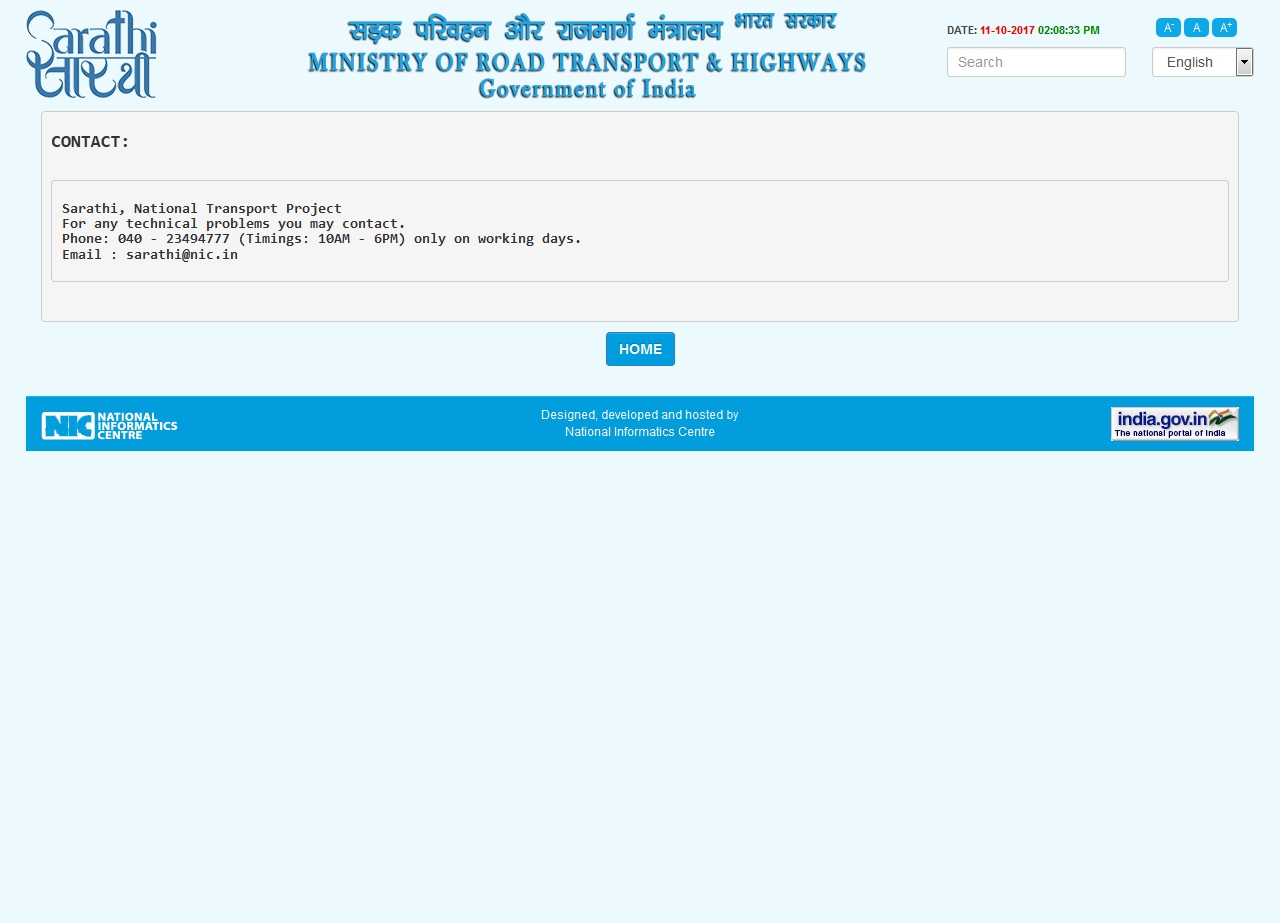 Sarathi
सारथी
सड़क परिवहन और राजमार्ग मंत्रालय भारत सरकार
MINISTRY OF ROAD TRANSPORT & HIGHWAYS
Government of India
DATE: 11-10-2017 02:08:33 PM
A- A A+
Search
English
CONTACT:
Sarathi, National Transport Project
For any technical problems you may contact.
Phone: 040 - 23494777 (Timings: 10AM - 6PM) only on working days.
Email : sarathi@nic.in
HOME
NIC NATIONAL
INFORMATICS
CENTRE
Designed, developed and hosted by
National Informatics Centre
india.gov.in
The national portal of India